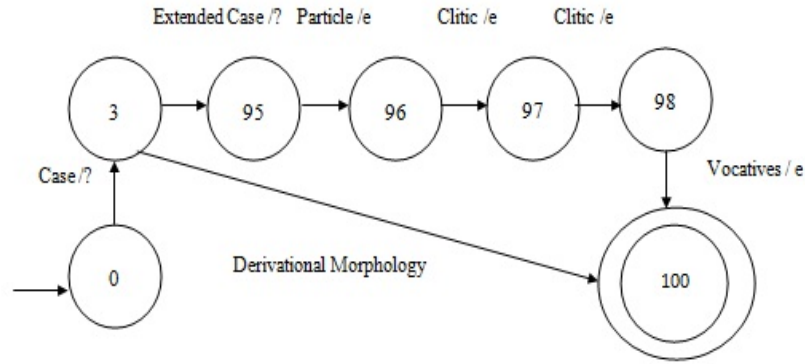 Extended Case /? Particle /e Clitic /e Clitic /e
3 95 96 97 98
Case /? Vocatives / e
0 Derivational Morphology 100